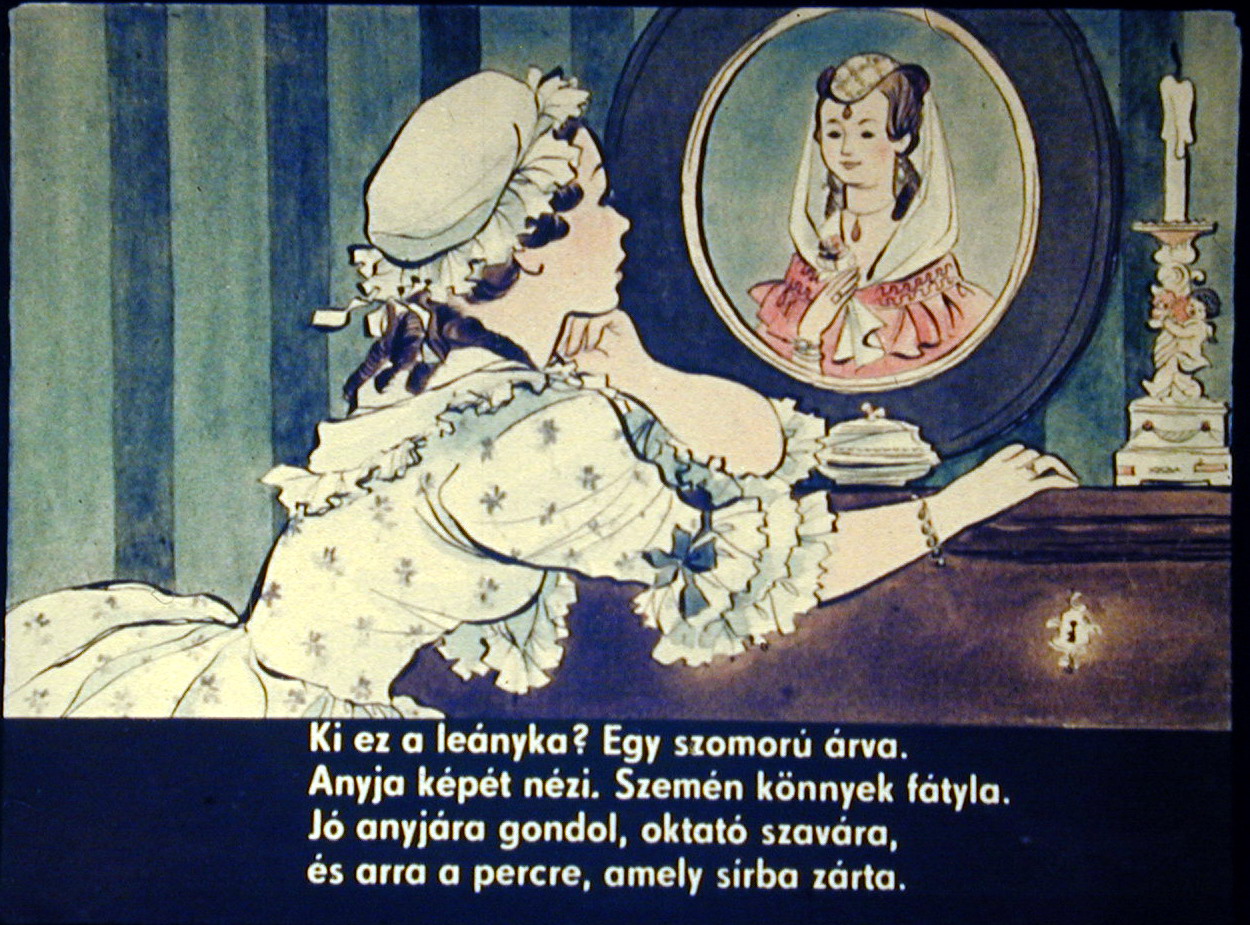 Ki ez a leányka? Egy szomorú árva.
Anyja képét nézi. Szemén könnyek fátyla.
Jó anyjára gondol, oktató szavára,
és arra a percre, amely sírba zárta.